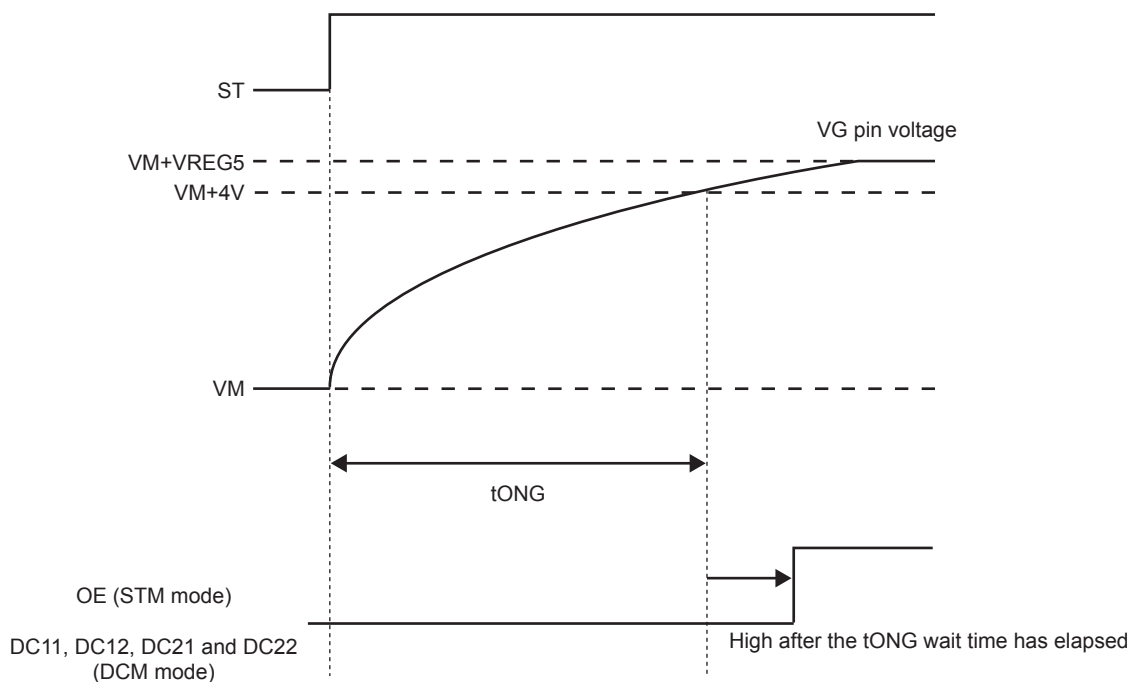 ST
VG pin voltage
VM+VREG5
VM+4V
VM
tONG
OE (STM mode)
DC11, DC12, DC21 and DC22
(DCM mode)
High after the tONG wait time has elapsed